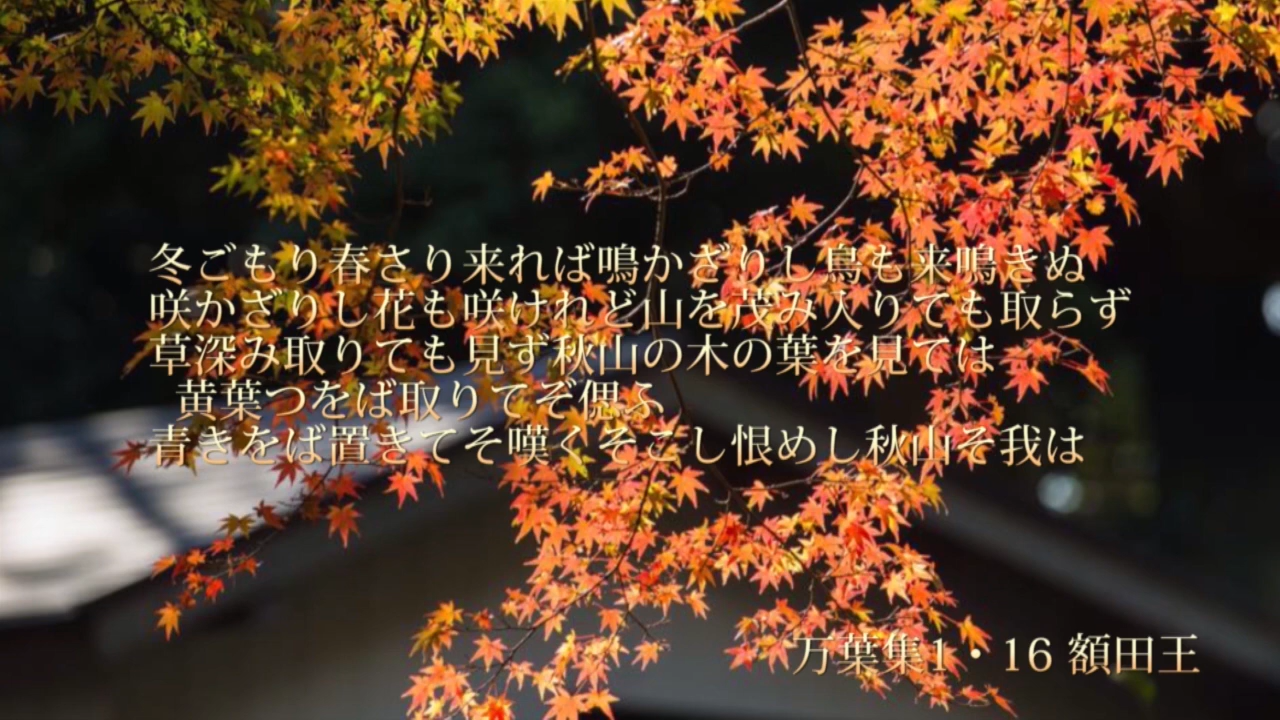 冬ごもり春さり来れば鳴かざりし鳥も来鳴きぬ
咲かざりし花も咲けれど山を茂み入りても取らず
草深み取りても見ず秋山の木の葉を見ては
黄葉つをば取りてぞ偲ふ
青きをば置きてそ嘆くそこし恨めし秋山そ我は
万葉集1・16 額田王